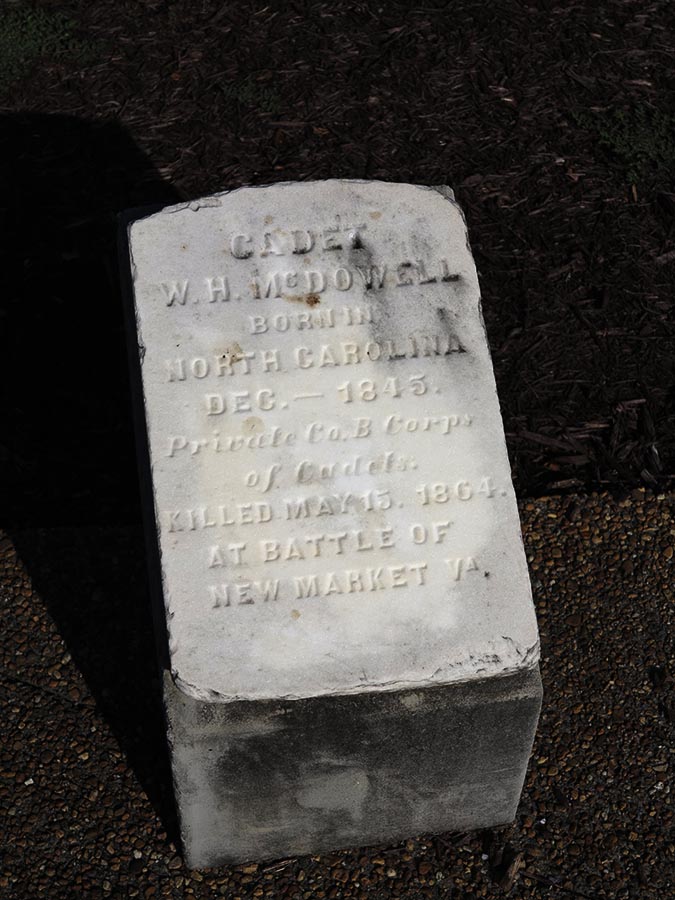 CADET
W. H. McDOWELL
BORN IN
NORTH CAROLINA
DEC. — 1845.
Private Co. B Corps
of Cadets.
KILLED MAY 15. 1864.
AT BATTLE OF
NEW MARKET VA.